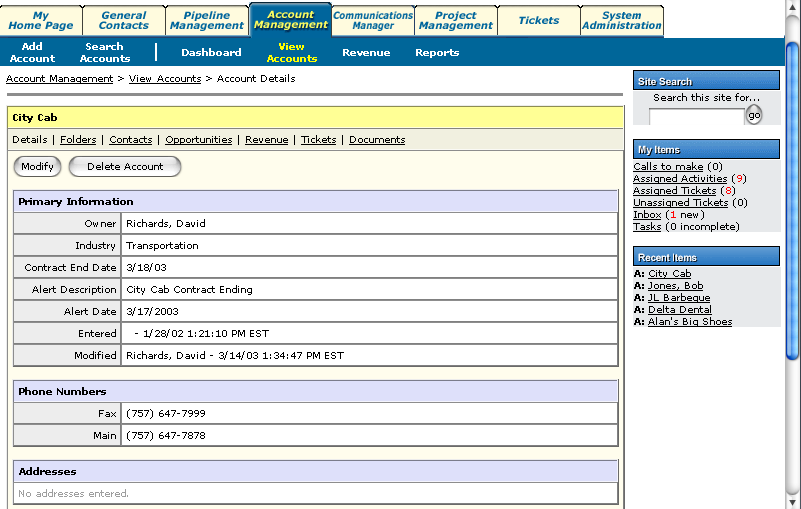 My Home Page
General Contacts
Pipeline Management
Account Management
Communications Manager
Project Management
Tickets
System Administration
Add Account
Search Accounts
Dashboard
View Accounts
Revenue
Reports
Account Management > View Accounts > Account Details
City Cab
Details | Folders | Contacts | Opportunities | Revenue | Tickets | Documents
Modify
Delete Account
Primary Information
Owner Richards, David
Industry Transportation
Contract End Date 3/18/03
Alert Description City Cab Contract Ending
Alert Date 3/17/2003
Entered - 1/28/02 1:21:10 PM EST
Modified Richards, David - 3/14/03 1:34:47 PM EST
Phone Numbers
Fax (757) 647-7999
Main (757) 647-7878
Addresses
No addresses entered.
Site Search
Search this site for...
go
My Items
Calls to make (0)
Assigned Activities (9)
Assigned Tickets (8)
Unassigned Tickets (0)
Inbox (1 new)
Tasks (0 incomplete)
Recent Items
A: City Cab
A: Jones, Bob
A: JL Barbeque
A: Delta Dental
A: Alan's Big Shoes